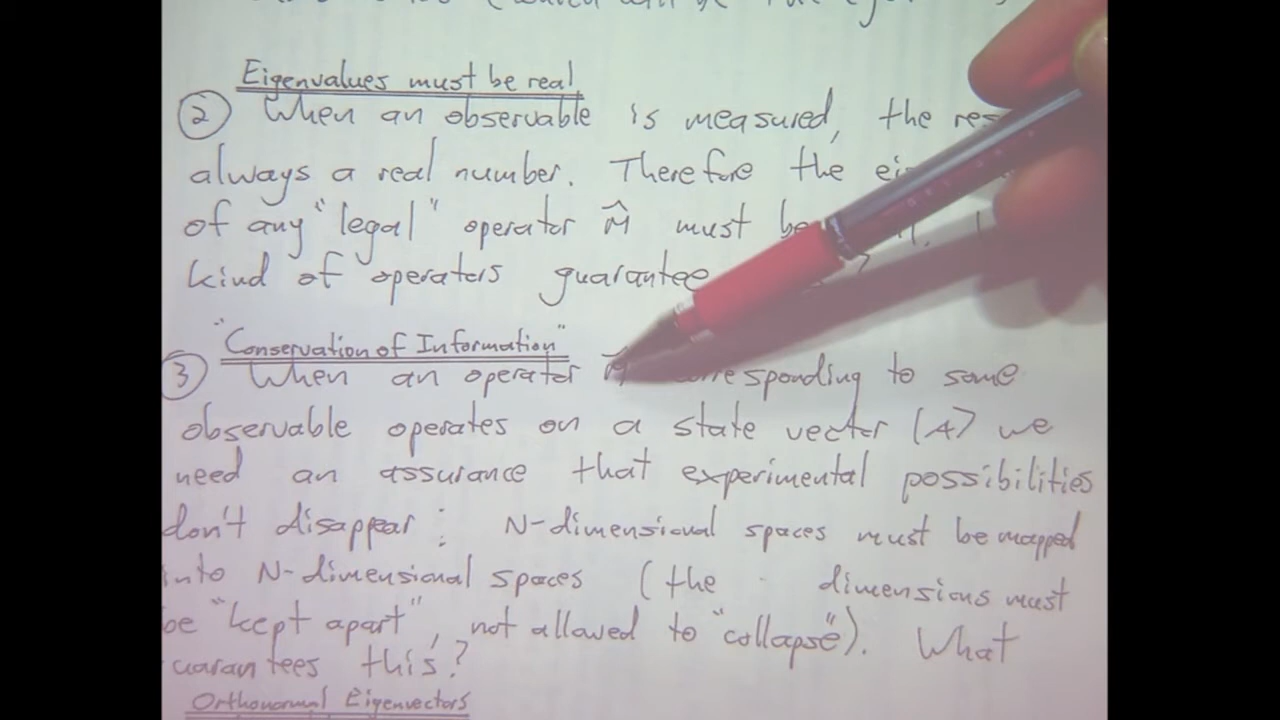 Eigenvalues must be real
② When an observable is measured, the
always a real number. Therefore the
of any "legal" operator M̂ must be
kind of operators guarantee ?
"Conservation of Information"
③ When an operator corresponding to some
observable operates on a state vector |A> we
need an assurance that experimental possibilities
don't disappear: N-dimensional spaces must be mapped
into N-dimensional spaces (the dimensions must
be "kept apart", not allowed to "collapse"). What
guarantees this?
Orthonormal Eigenvectors